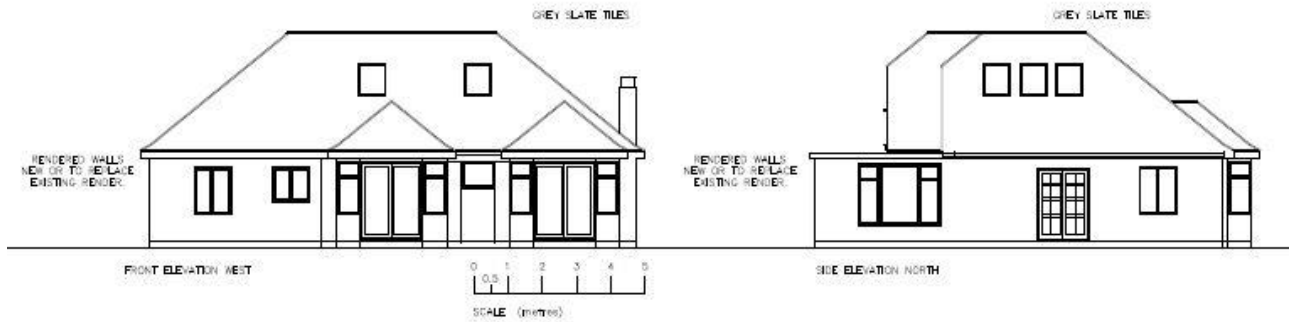 GREY SLATE TILES
RENDERED WALLS
NEW OR TO REPLACE
EXISTING RENDER.
FRONT ELEVATION WEST
0 1 2 3 4 5
0.5
SCALE (metres)
GREY SLATE TILES
RENDERED WALLS
NEW OR TO REPLACE
EXISTING RENDER.
SIDE ELEVATION NORTH